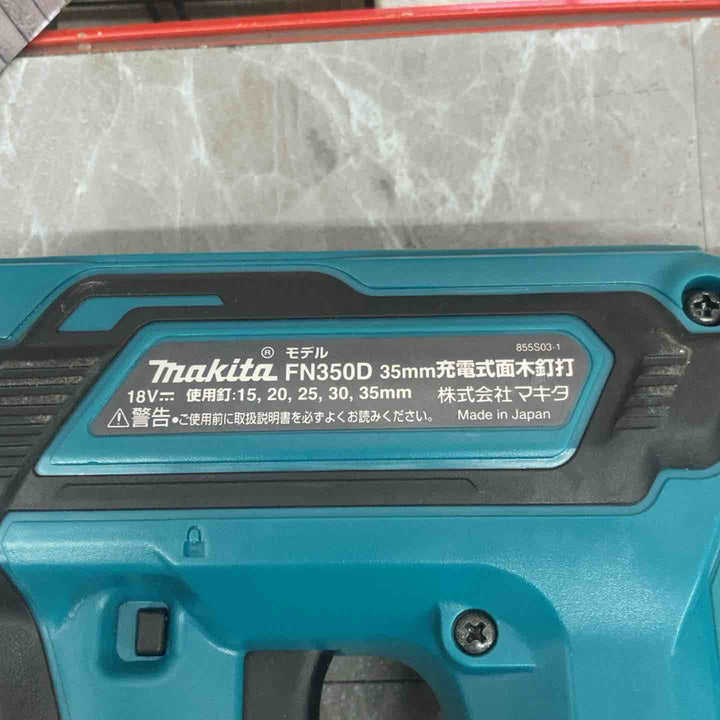 855S03-1
makita® モデル FN350D 35mm充電式面木釘打
18V⎓ 使用釘:15, 20, 25, 30, 35mm 株式会社マキタ
⚠警告•ご使用前に取扱説明書を必ずよくお読みください。 Made in Japan